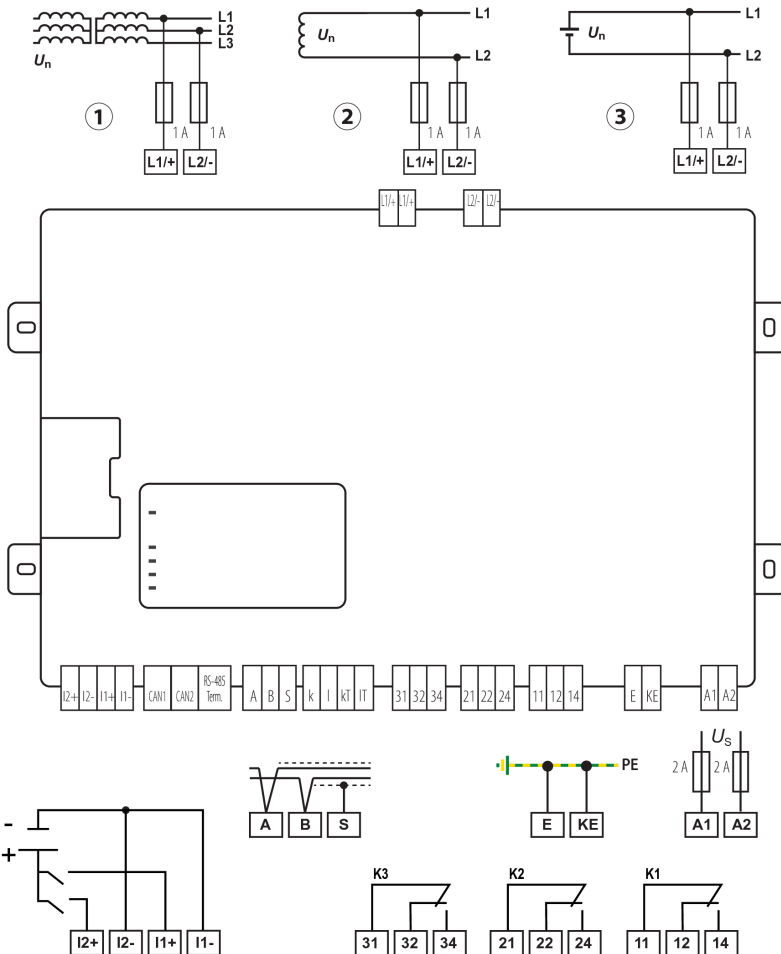 L1
L2
L3
Un
1
1 A
1 A
L1/+
L2/-
L1
Un
L2
2
1 A
1 A
L1/+
L2/-
L1
Un
L2
3
1 A
1 A
L1/+
L2/-
L1/+ L1/+ L2/- L2/-
I2+ I2- I1+ I1- CAN1 CAN2 RS-485 Term. A B S k l kT lT 31 32 34 21 22 24 11 12 14 E KE A1 A2
-
+
I2+ I2- I1+ I1-
A B S
PE
E KE
US
2 A 2 A
A1 A2
K3
31 32 34
K2
21 22 24
K1
11 12 14